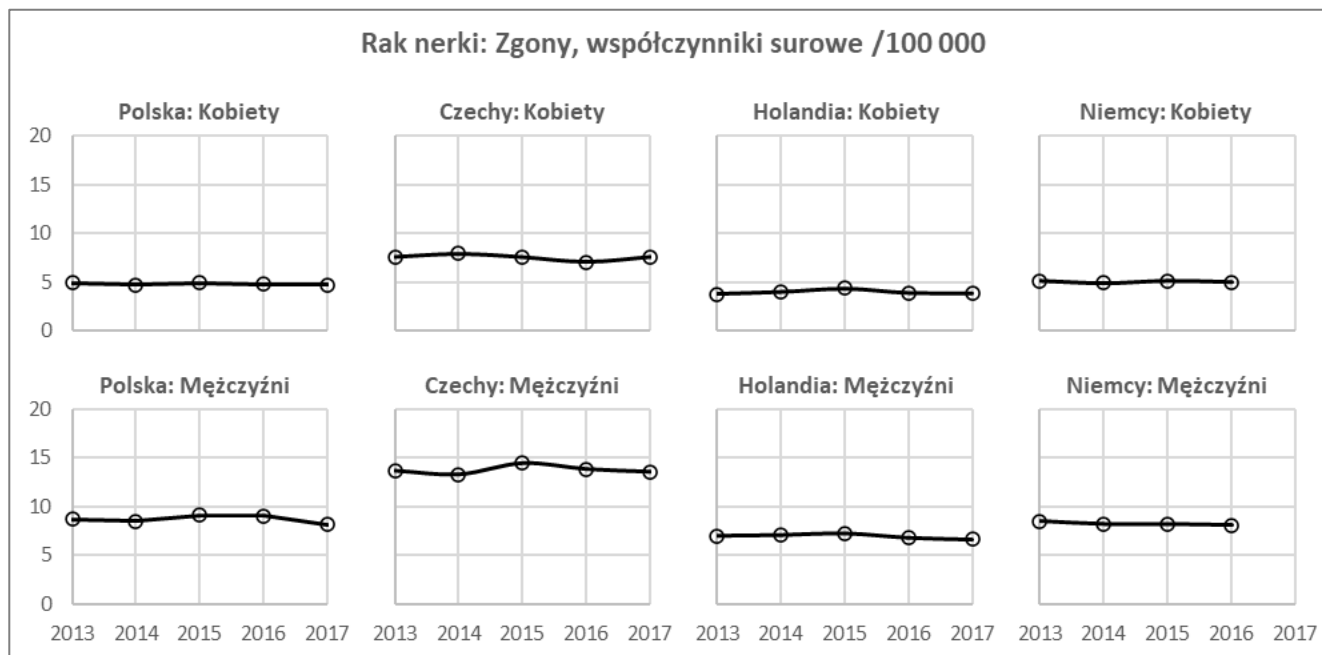 Rak nerki: Zgony, współczynniki surowe /100 000
Polska: Kobiety
Czechy: Kobiety
Holandia: Kobiety
Niemcy: Kobiety
20
15
10
5
0
Polska: Mężczyźni
Czechy: Mężczyźni
Holandia: Mężczyźni
Niemcy: Mężczyźni
20
15
10
5
0
2013 2014 2015 2016 2017
2013 2014 2015 2016 2017
2013 2014 2015 2016 2017
2013 2014 2015 2016 2017